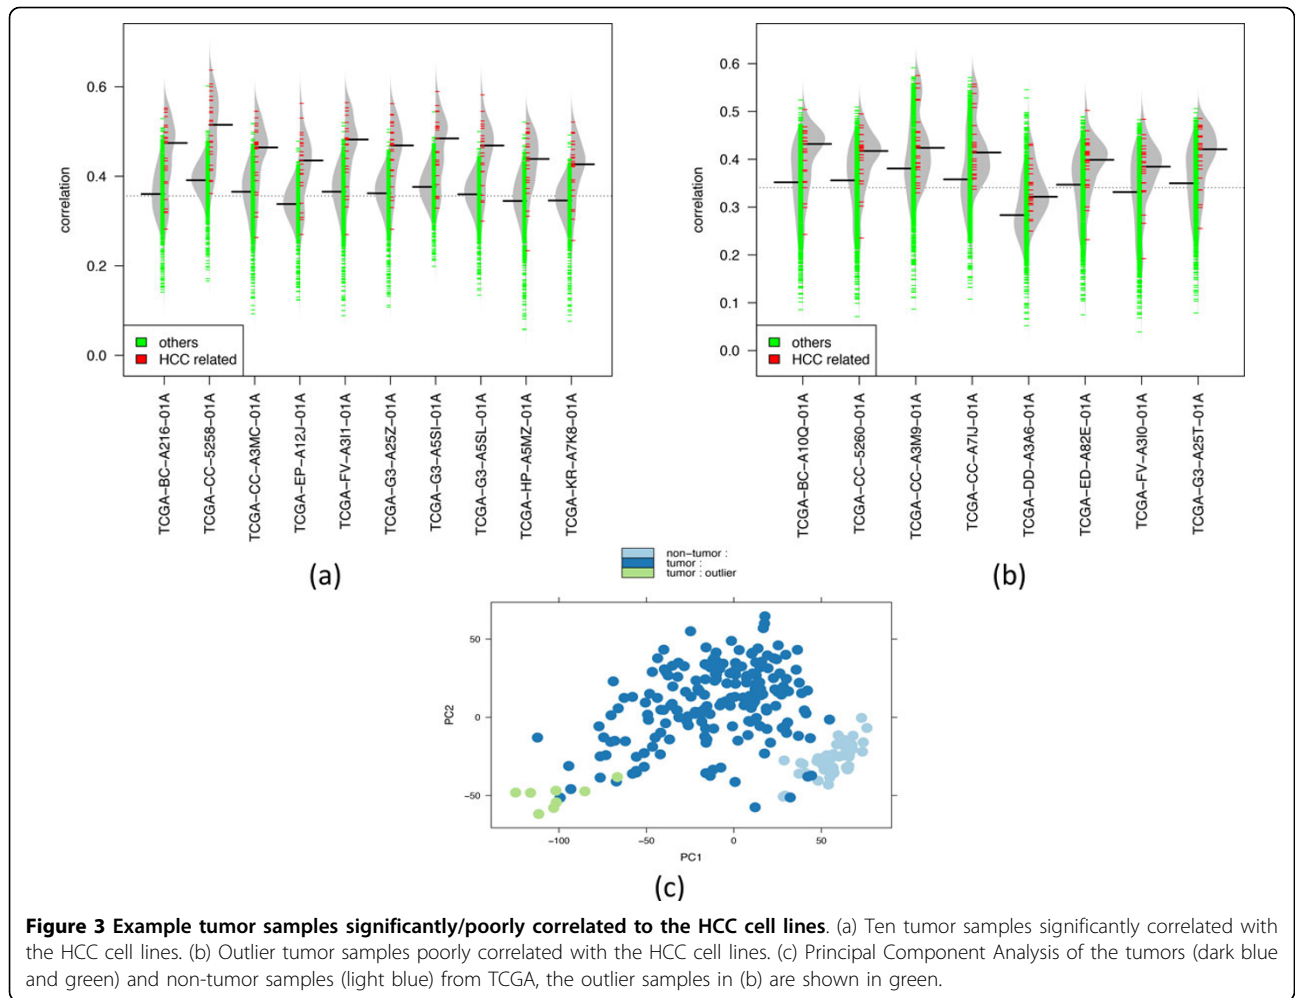 correlation
0.6
0.4
0.2
0.0
others
HCC related
TCGA−BC−A216−01A
TCGA−CC−5258−01A
TCGA−CC−A3MC−01A
TCGA−EP−A12J−01A
TCGA−FV−A3I1−01A
TCGA−G3−A25Z−01A
TCGA−G3−A5SI−01A
TCGA−G3−A5SL−01A
TCGA−HP−A5MZ−01A
TCGA−KR−A7K8−01A
(a)
correlation
0.6
0.5
0.4
0.3
0.2
0.1
0.0
others
HCC related
TCGA−BC−A10Q−01A
TCGA−CC−5260−01A
TCGA−CC−A3M9−01A
TCGA−CC−A7IJ−01A
TCGA−DD−A3A6−01A
TCGA−ED−A82E−01A
TCGA−FV−A3I0−01A
TCGA−G3−A25T−01A
(b)
non−tumor :
tumor :
tumor : outlier
PC2
50
0
−50
−100
−50
0
50
PC1
(c)
Figure 3 Example tumor samples significantly/poorly correlated to the HCC cell lines. (a) Ten tumor samples significantly correlated with
the HCC cell lines. (b) Outlier tumor samples poorly correlated with the HCC cell lines. (c) Principal Component Analysis of the tumors (dark blue
and green) and non-tumor samples (light blue) from TCGA, the outlier samples in (b) are shown in green.